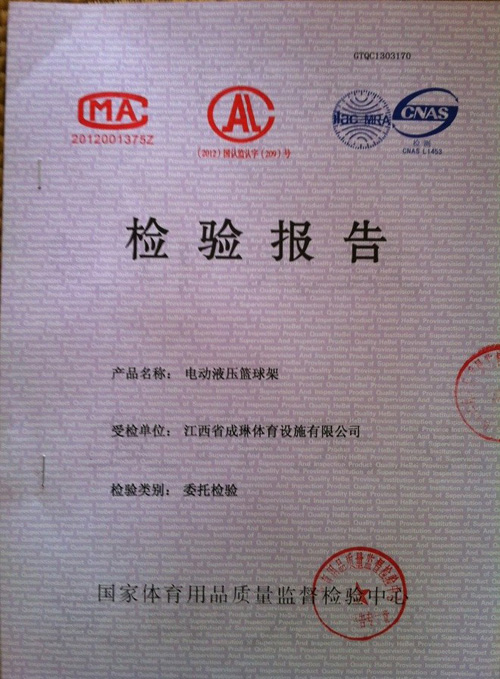 GTQC1303170
MA
2012001375Z
CAL
(2012)国认监认字(209)号
ilac-MRA
CNAS
检测
CNAS L1453
检验报告
产品名称： 电动液压篮球架
受检单位： 江西省成琳体育设施有限公司
检验类别： 委托检验
国家体育用品质量监督检验中心